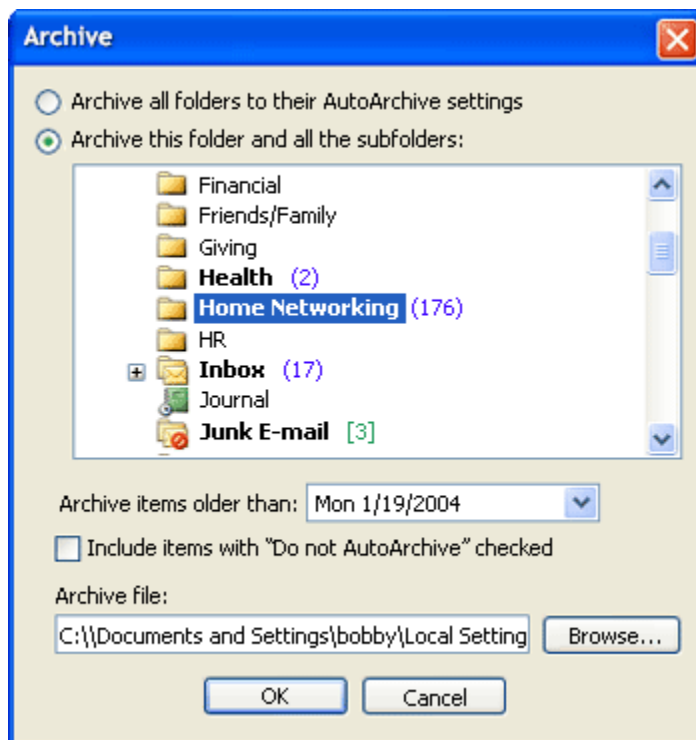 Archive
Archive all folders to their AutoArchive settings
Archive this folder and all the subfolders:
Financial
Friends/Family
Giving
Health (2)
Home Networking (176)
HR
Inbox (17)
Journal
Junk E-mail [3]
Archive items older than: Mon 1/19/2004
Include items with "Do not AutoArchive" checked
Archive file:
C:\\Documents and Settings\bobby\Local Setting Browse...
OK Cancel